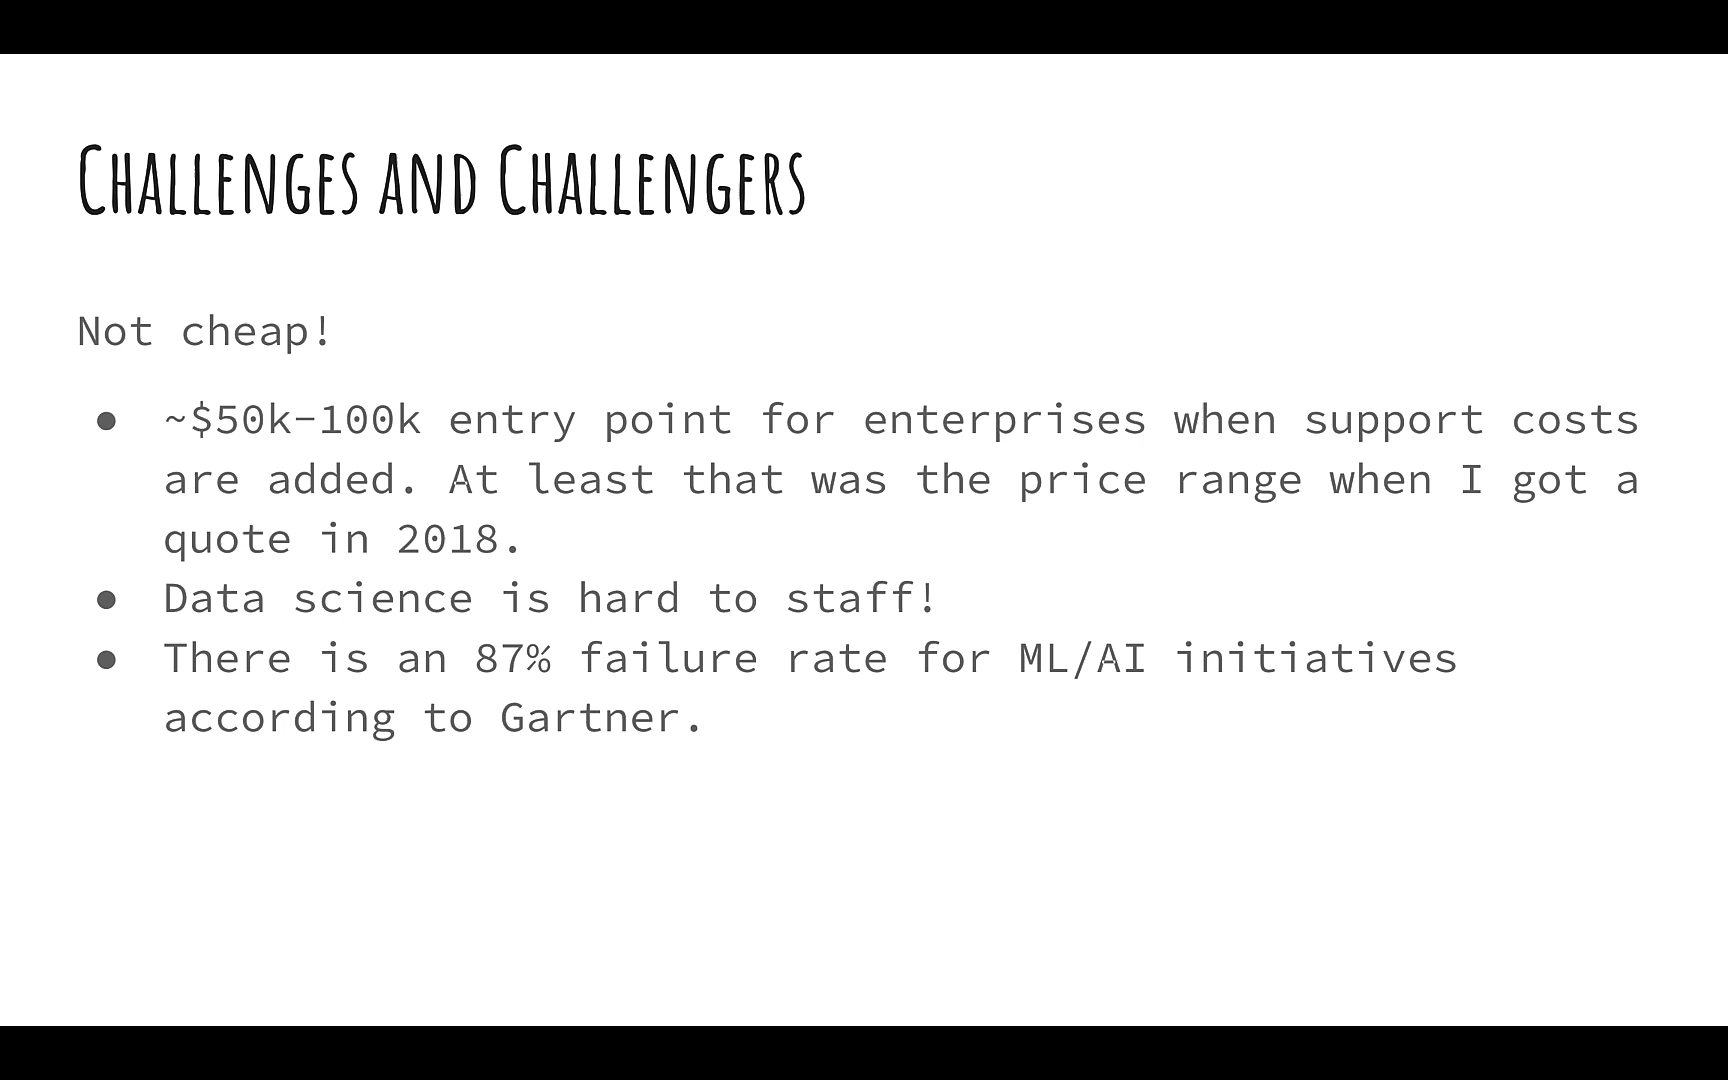 Challenges and Challengers
Not cheap!
● ~$50k-100k entry point for enterprises when support costs
are added. At least that was the price range when I got a
quote in 2018.
● Data science is hard to staff!
● There is an 87% failure rate for ML/AI initiatives
according to Gartner.